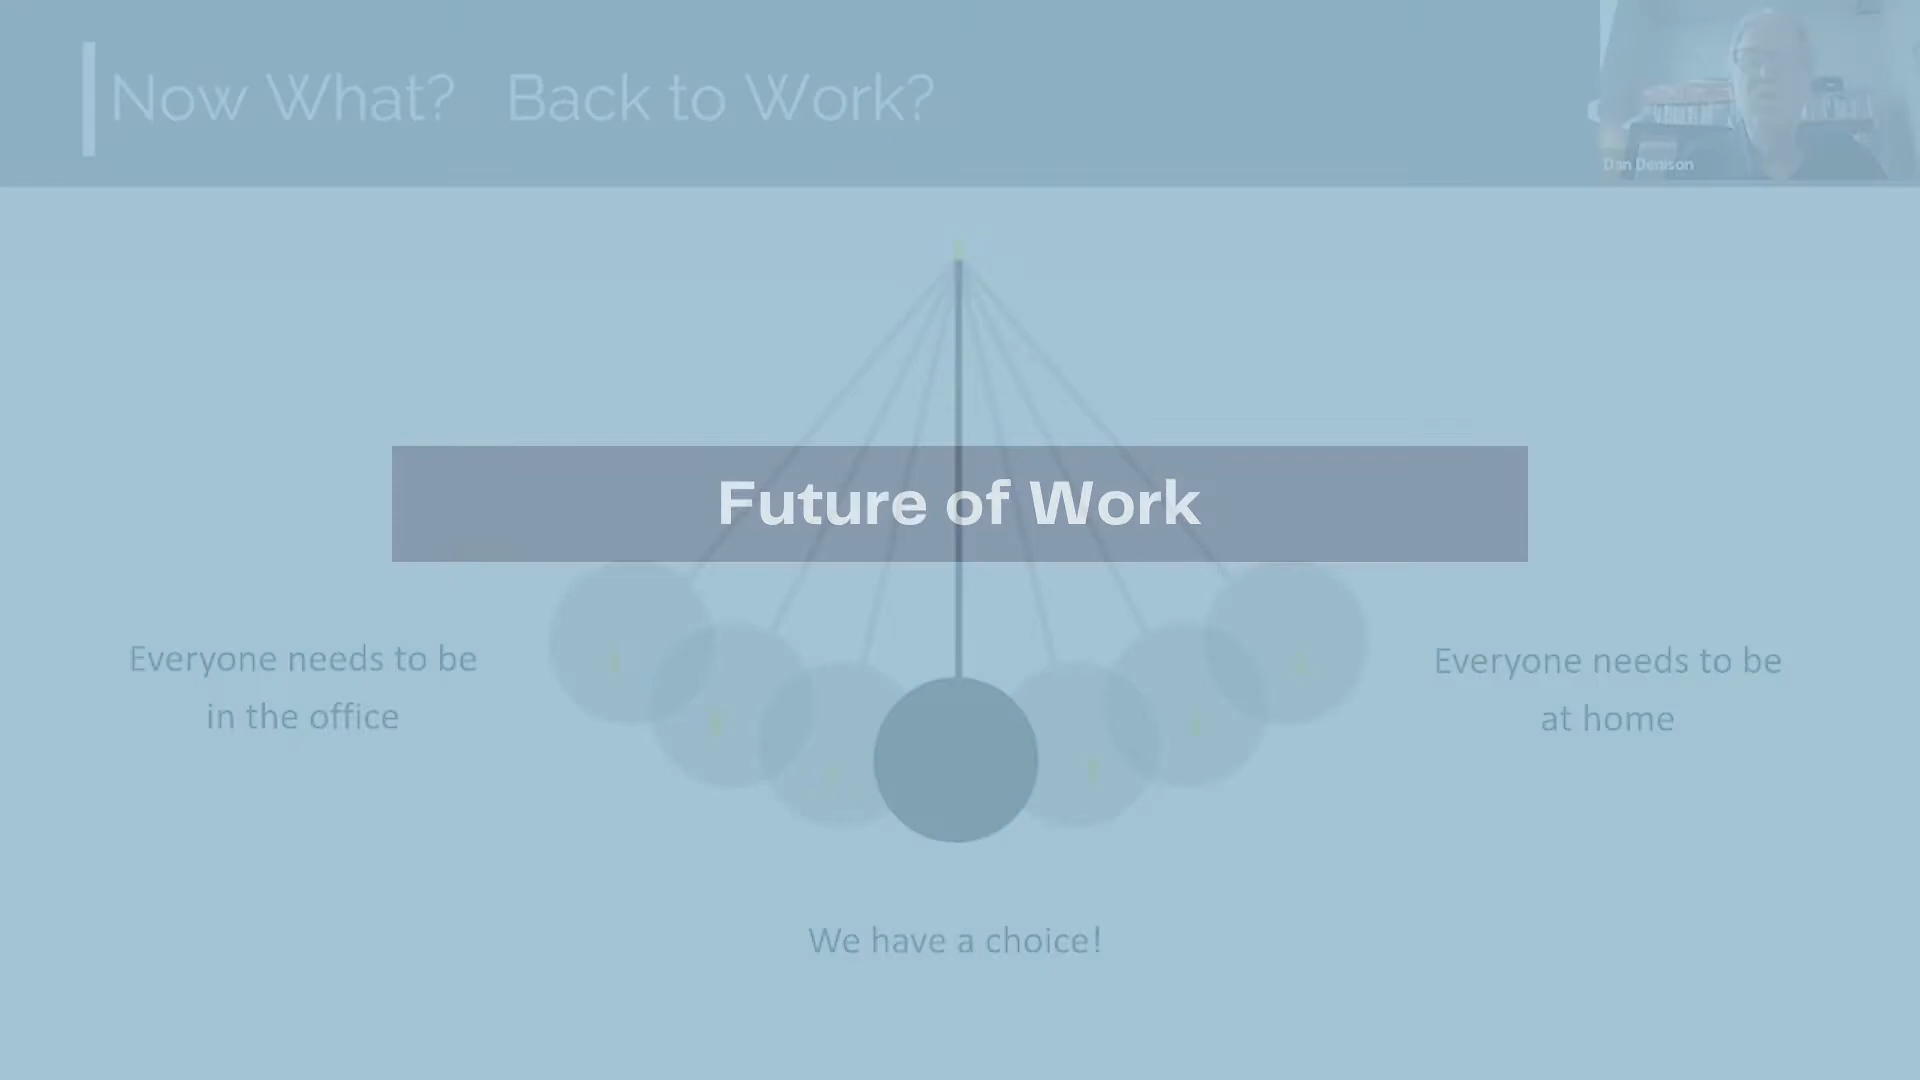 Now What? Back to Work?
Dan Denison
Future of Work
Everyone needs to be
in the office
Everyone needs to be
at home
We have a choice!